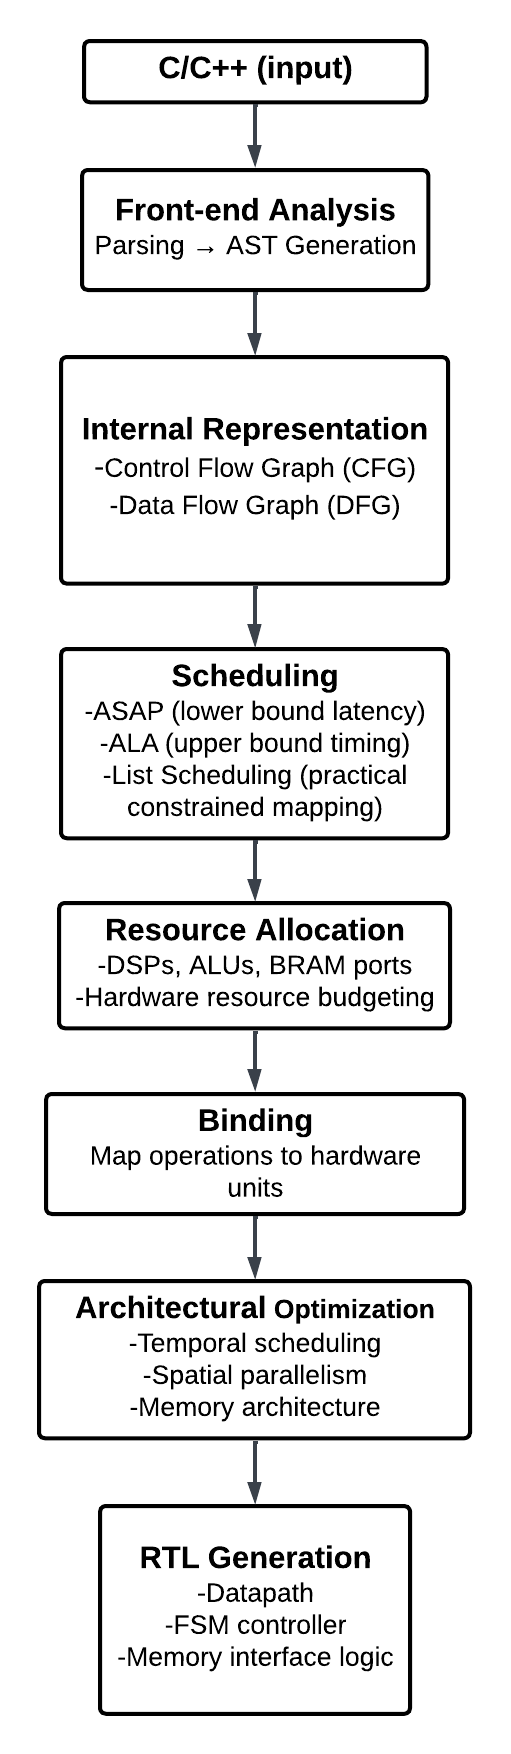 C/C++ (input)
Front-end Analysis
Parsing → AST Generation
Internal Representation
-Control Flow Graph (CFG)
-Data Flow Graph (DFG)
Scheduling
-ASAP (lower bound latency)
-ALA (upper bound timing)
-List Scheduling (practical
constrained mapping)
Resource Allocation
-DSPs, ALUs, BRAM ports
-Hardware resource budgeting
Binding
Map operations to hardware
units
Architectural Optimization
-Temporal scheduling
-Spatial parallelism
-Memory architecture
RTL Generation
-Datapath
-FSM controller
-Memory interface logic